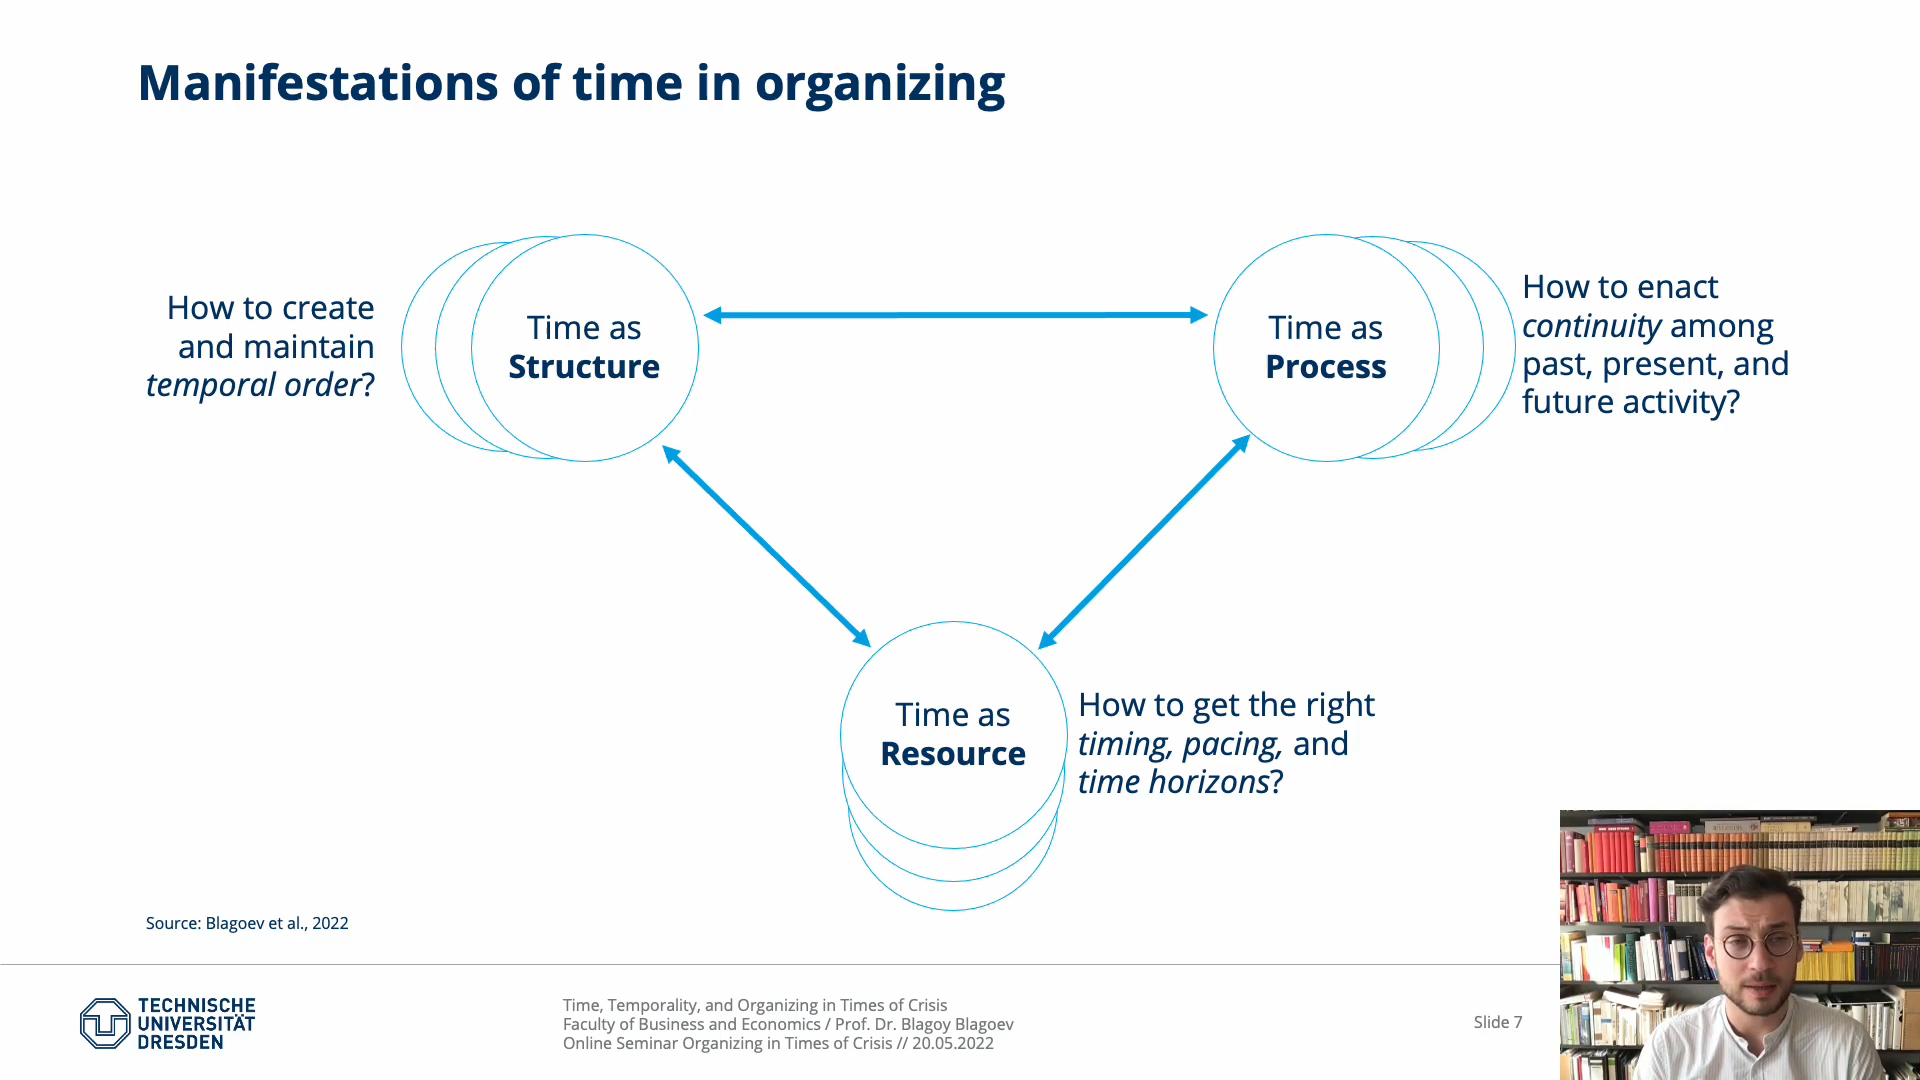 Manifestations of time in organizing
How to create
and maintain
temporal order?
Time as
Structure
Time as
Process
How to enact
continuity among
past, present, and
future activity?
Time as
Resource
How to get the right
timing, pacing, and
time horizons?
Source: Blagoev et al., 2022
TECHNISCHE
UNIVERSITÄT
DRESDEN
Time, Temporality, and Organizing in Times of Crisis
Faculty of Business and Economics / Prof. Dr. Blagoy Blagoev
Online Seminar Organizing in Times of Crisis // 20.05.2022
Slide 7